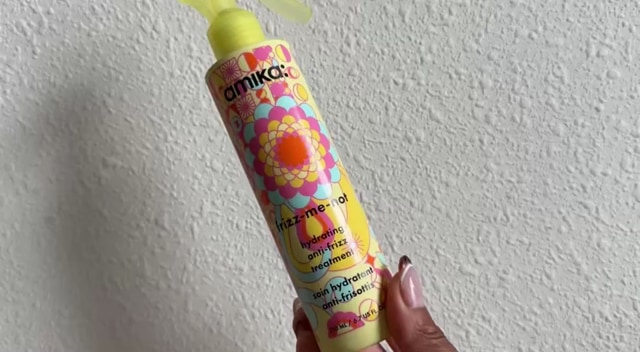 amika:
frizz-me-not
hydrating
anti-frizz
treatment
soin hydratant
anti-frisottis